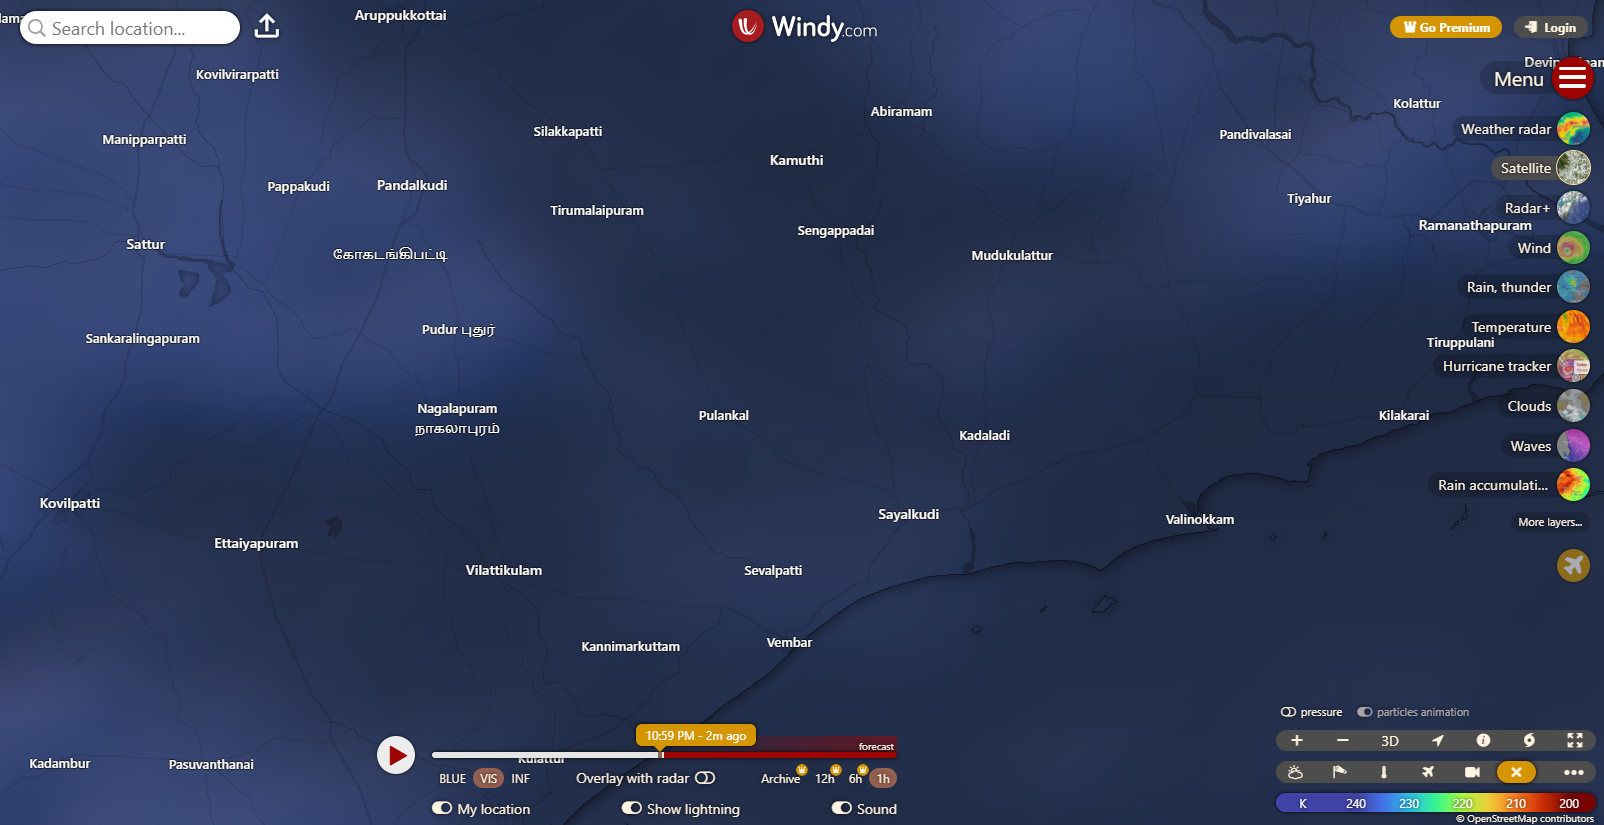 Search location...
Windy.com
Go Premium
Login
Menu
Weather radar
Satellite
Radar+
Wind
Rain, thunder
Temperature
Hurricane tracker
Clouds
Waves
Rain accumulati...
More layers...
Aruppukkottai
Kovilvirarpatti
Kolattur
Abiramam
Silakkapatti
Pandivalasai
Manipparpatti
Kamuthi
Pappakudi
Pandalkudi
Tiyahur
Tirumalaipuram
Ramanathapuram
Sengappadai
Sattur
கோகடங்கிபட்டி
Mudukulattur
Pudur புதுர்
Sankaralingapuram
Tiruppulani
Nagalapuram
நாகலாபுரம்
Pulankal
Kilakarai
Kadaladi
Kovilpatti
Sayalkudi
Valinokkam
Ettaiyapuram
Vilattikulam
Sevalpatti
Kannimarkuttam
Vembar
Kadambur
Pasuvanthanai
Kulattur
10:59 PM - 2m ago
forecast
BLUE VIS INF
Overlay with radar
Archive 12h 6h 1h
My location
Show lightning
Sound
pressure
particles animation
3D
K 240 230 220 210 200
© OpenStreetMap contributors